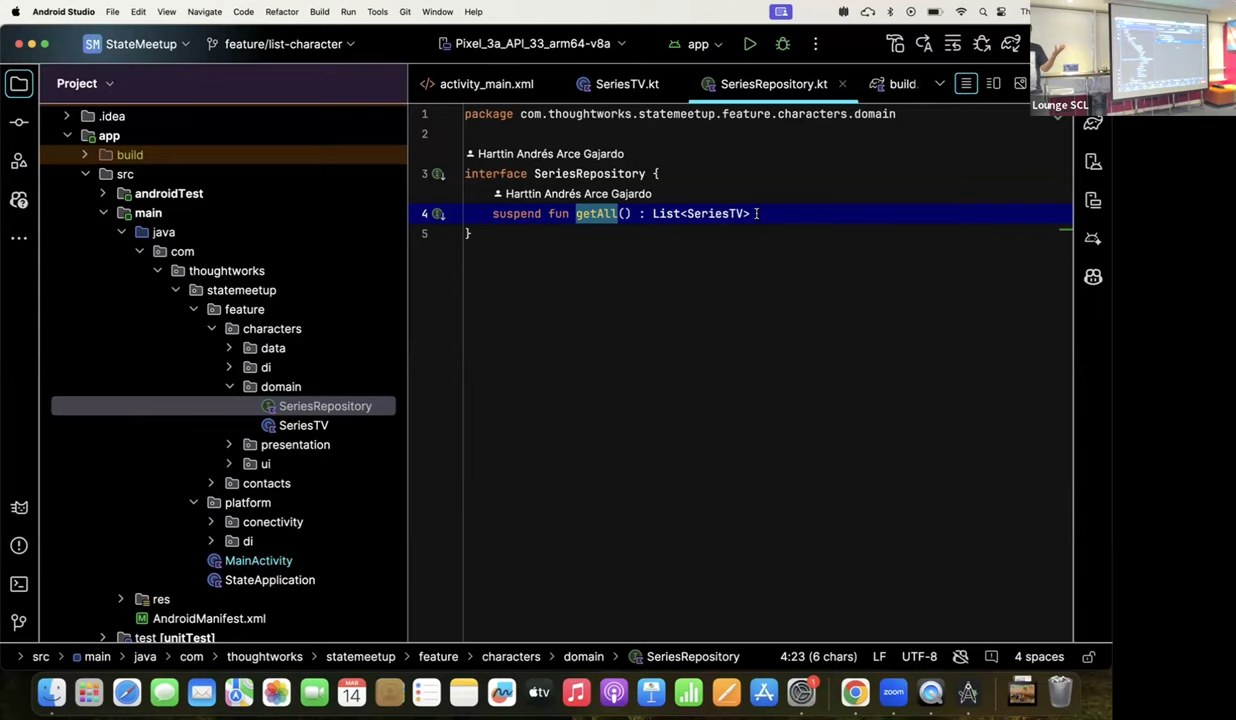 Android Studio File Edit View Navigate Code Refactor Build Run Tools Git Window Help
Th
SM StateMeetup feature/list-character Pixel_3a_API_33_arm64-v8a app
Lounge SCL
Project
activity_main.xml SeriesTV.kt SeriesRepository.kt build.
.idea
app
build
src
androidTest
main
java
com
thoughtworks
statemeetup
feature
characters
data
di
domain
SeriesRepository
SeriesTV
presentation
ui
contacts
platform
conectivity
di
MainActivity
StateApplication
res
AndroidManifest.xml
test [unitTest]
1 package com.thoughtworks.statemeetup.feature.characters.domain
2
Harttin Andrés Arce Gajardo
3 interface SeriesRepository {
Harttin Andrés Arce Gajardo
4 suspend fun getAll() : List<SeriesTV>
5 }
src main java com thoughtworks statemeetup feature characters domain SeriesRepository 4:23 (6 chars) LF UTF-8 4 spaces
MAR
14
tv
1
zoom